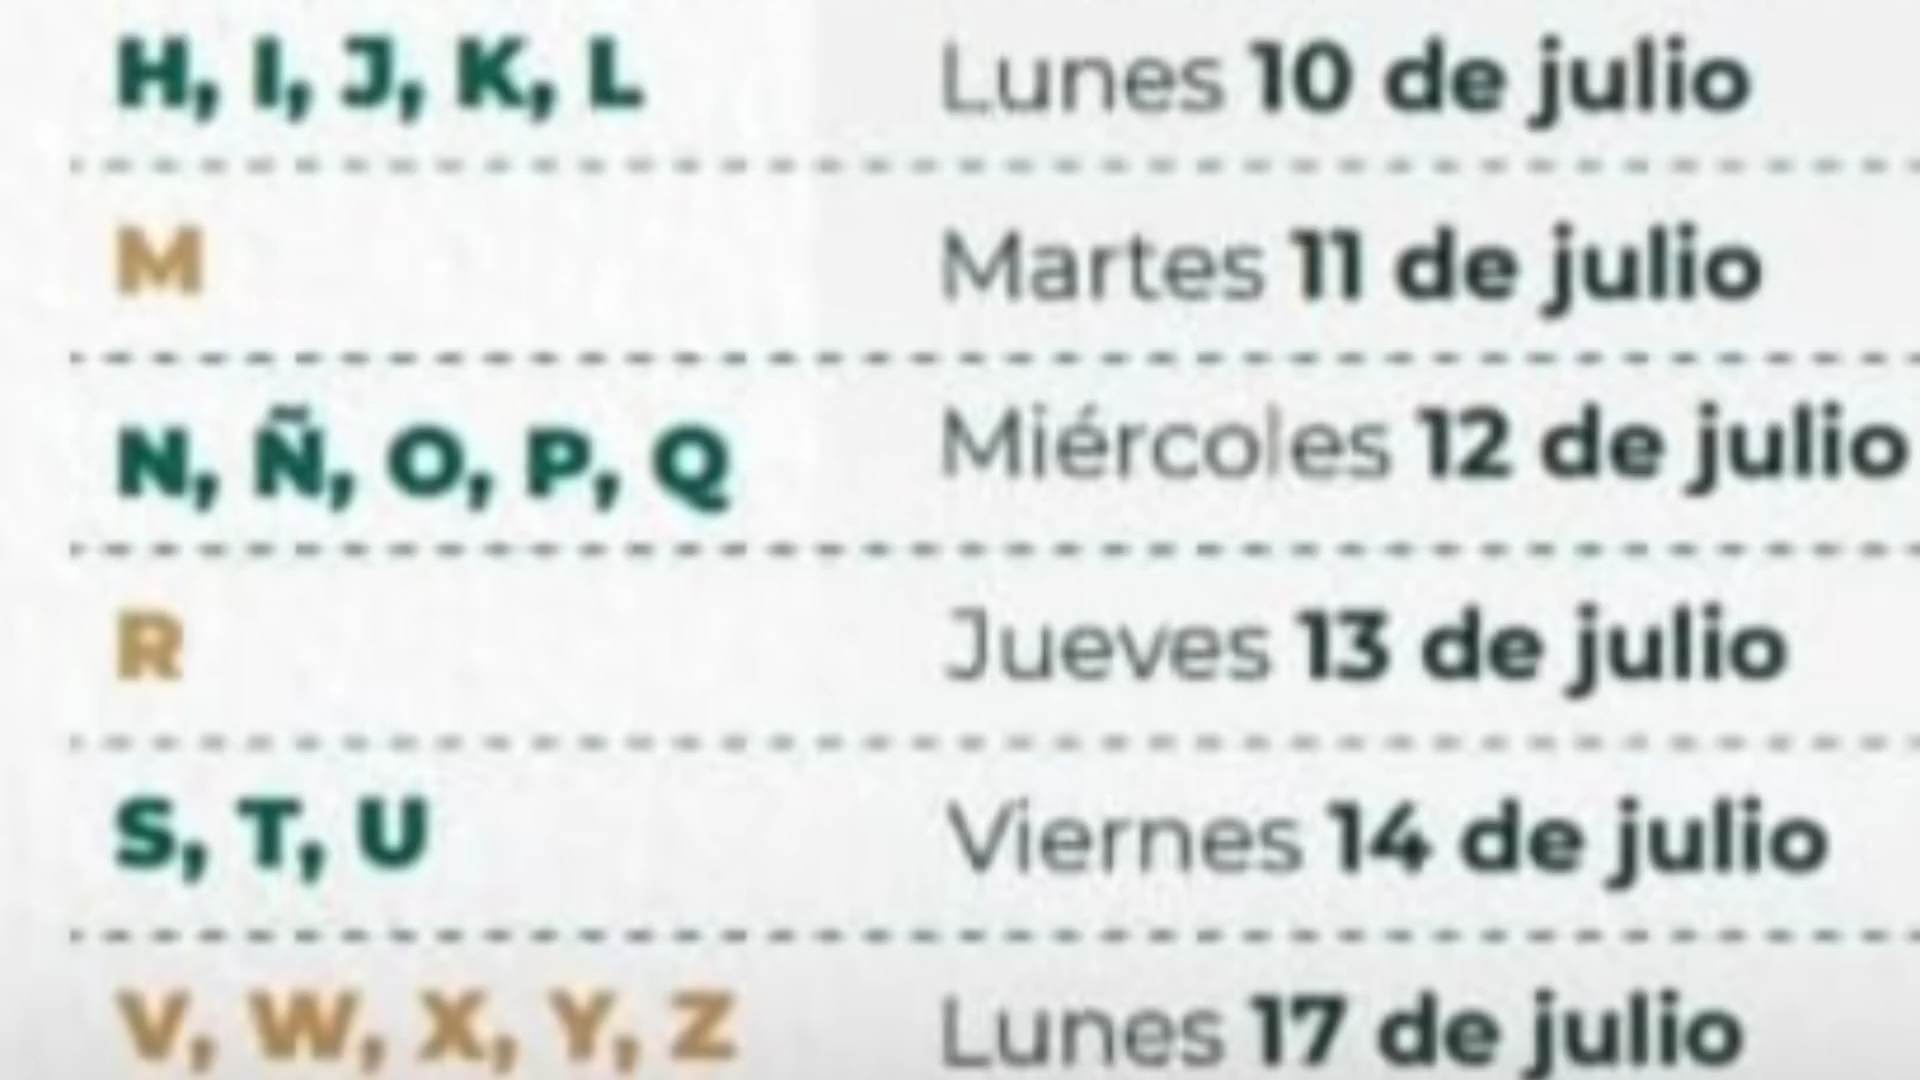 H, I, J, K, L Lunes 10 de julio
M Martes 11 de julio
N, Ñ, O, P, Q Miércoles 12 de julio
R Jueves 13 de julio
S, T, U Viernes 14 de julio
V, W, X, Y, Z Lunes 17 de julio